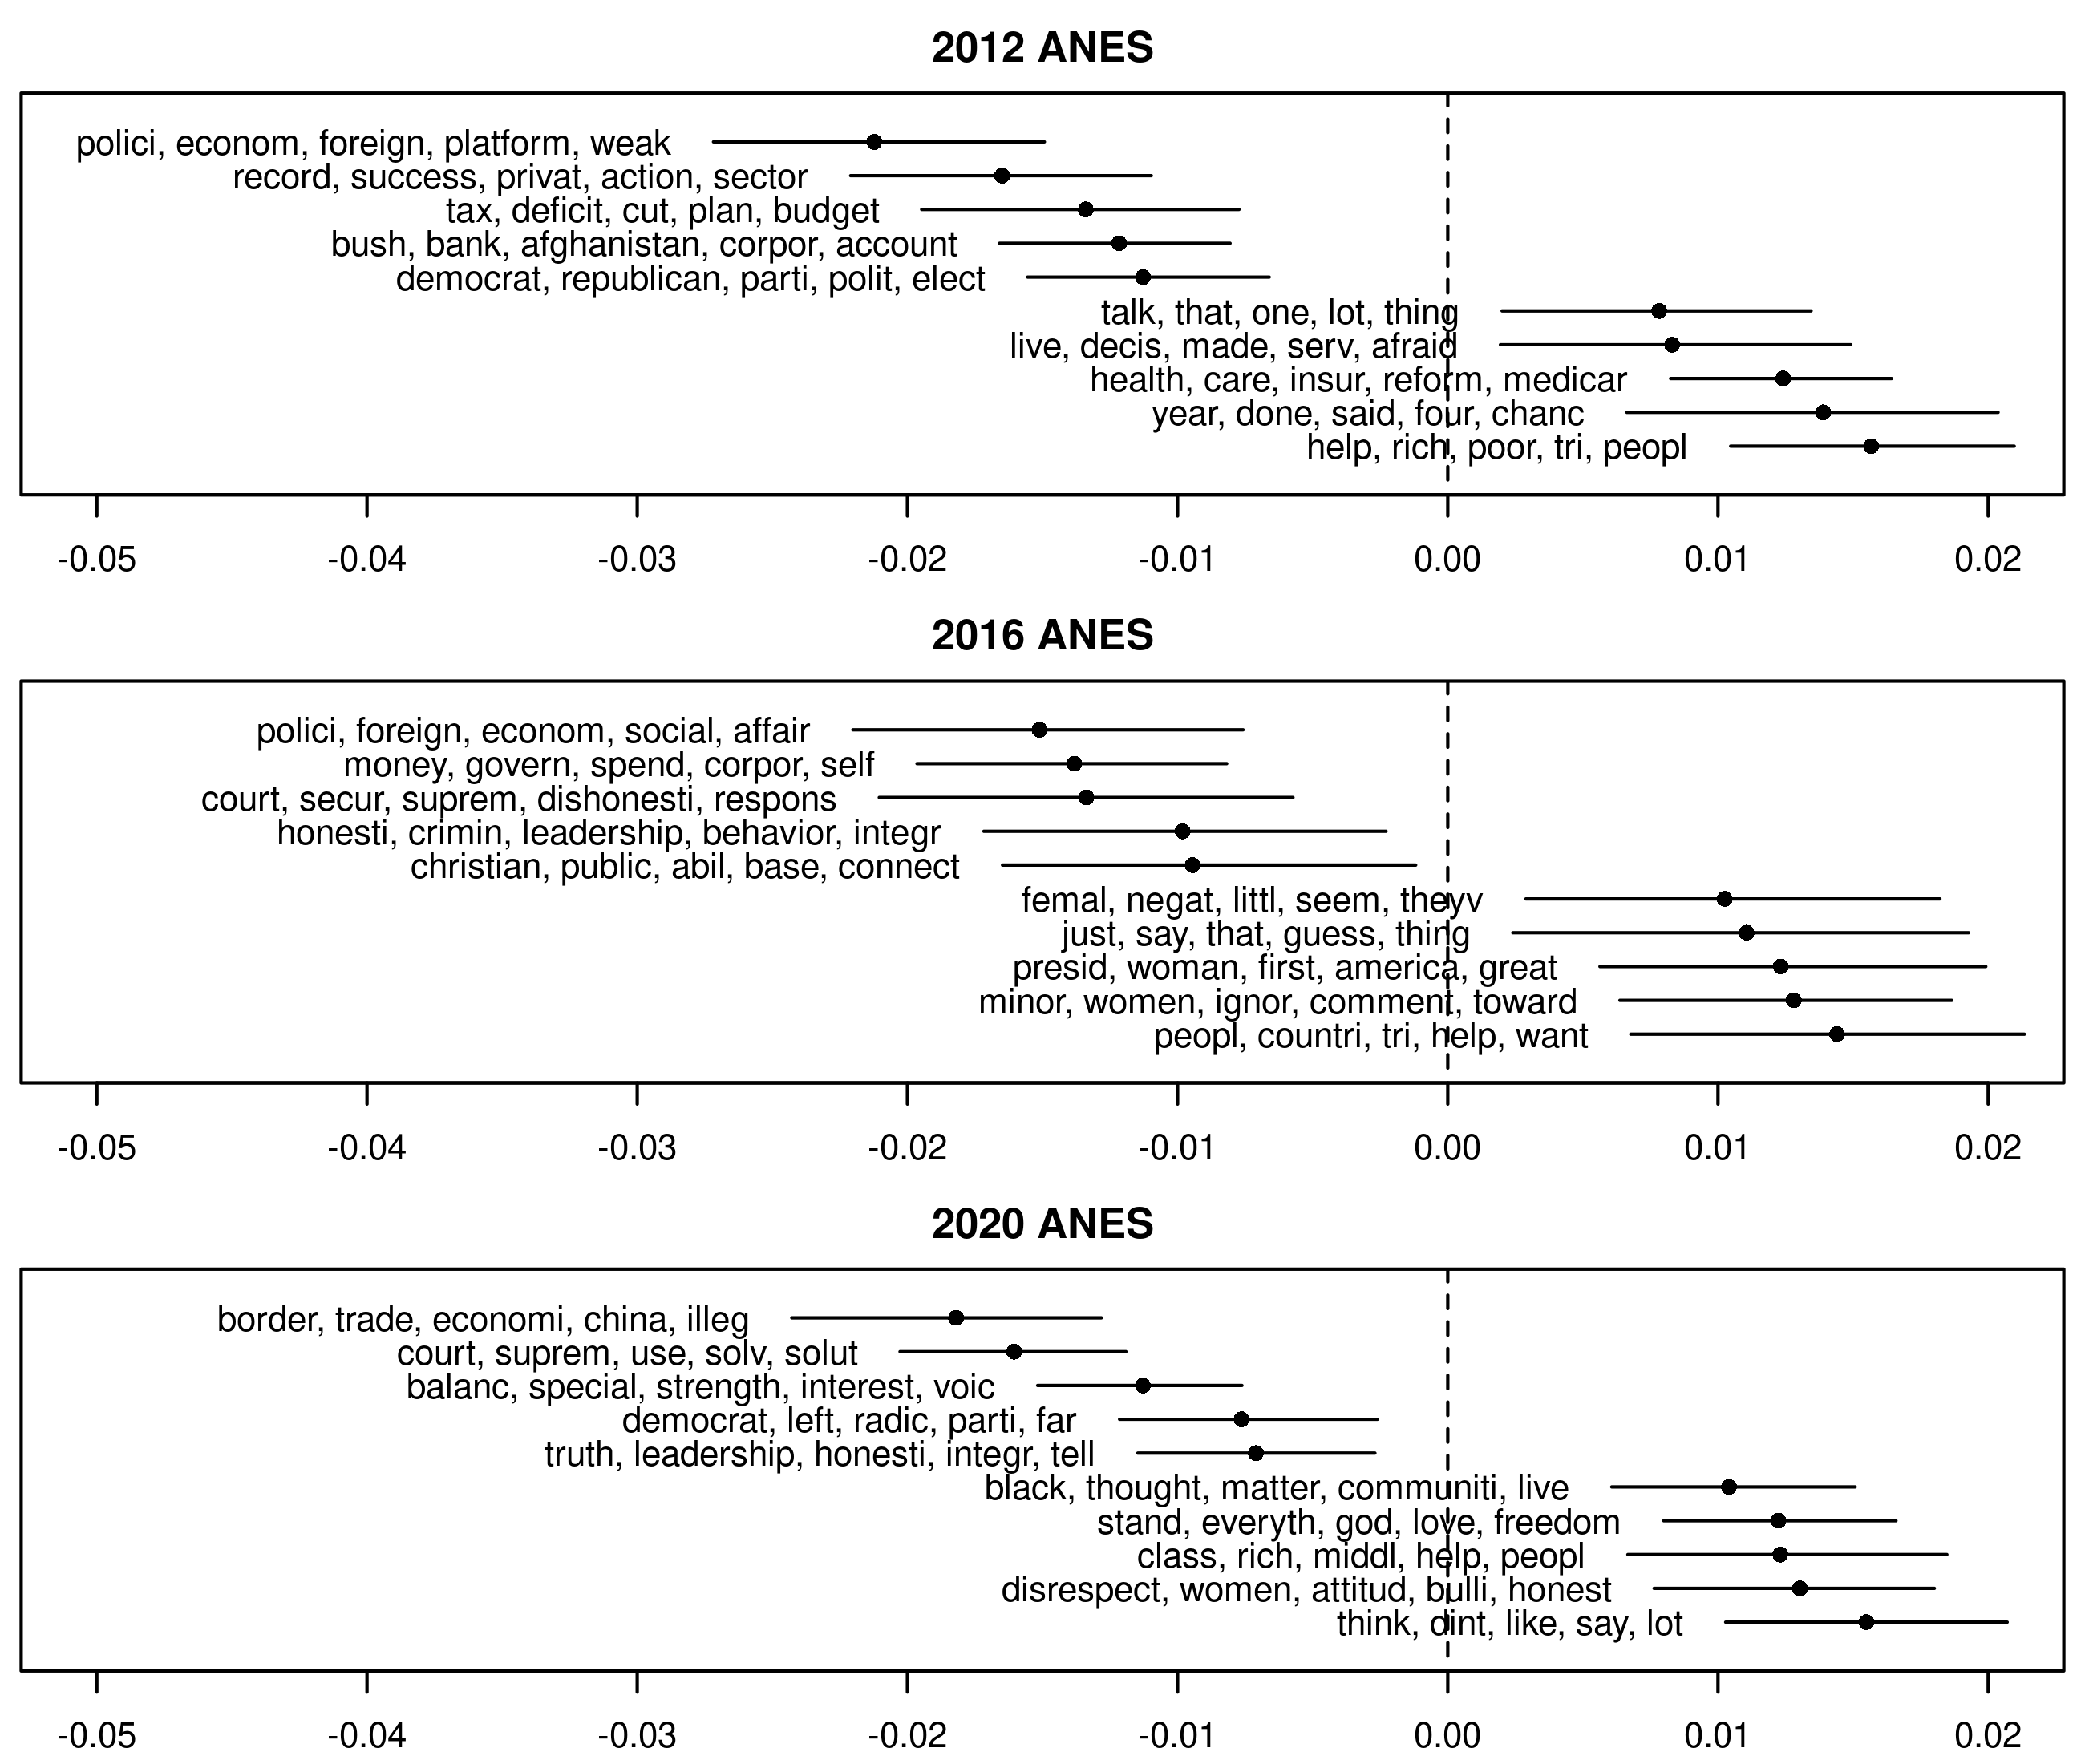 2012 ANES
polici, econom, foreign, platform, weak
record, success, privat, action, sector
tax, deficit, cut, plan, budget
bush, bank, afghanistan, corpor, account
democrat, republican, parti, polit, elect
talk, that, one, lot, thing
live, decis, made, serv, afraid
health, care, insur, reform, medicar
year, done, said, four, chanc
help, rich, poor, tri, peopl
-0.05 -0.04 -0.03 -0.02 -0.01 0.00 0.01 0.02
2016 ANES
polici, foreign, econom, social, affair
money, govern, spend, corpor, self
court, secur, suprem, dishonesti, respons
honesti, crimin, leadership, behavior, integr
christian, public, abil, base, connect
femal, negat, littl, seem, theyv
just, say, that, guess, thing
presid, woman, first, america, great
minor, women, ignor, comment, toward
peopl, countri, tri, help, want
-0.05 -0.04 -0.03 -0.02 -0.01 0.00 0.01 0.02
2020 ANES
border, trade, economi, china, illeg
court, suprem, use, solv, solut
balanc, special, strength, interest, voic
democrat, left, radic, parti, far
truth, leadership, honesti, integr, tell
black, thought, matter, communiti, live
stand, everyth, god, love, freedom
class, rich, middl, help, peopl
disrespect, women, attitud, bulli, honest
think, dint, like, say, lot
-0.05 -0.04 -0.03 -0.02 -0.01 0.00 0.01 0.02